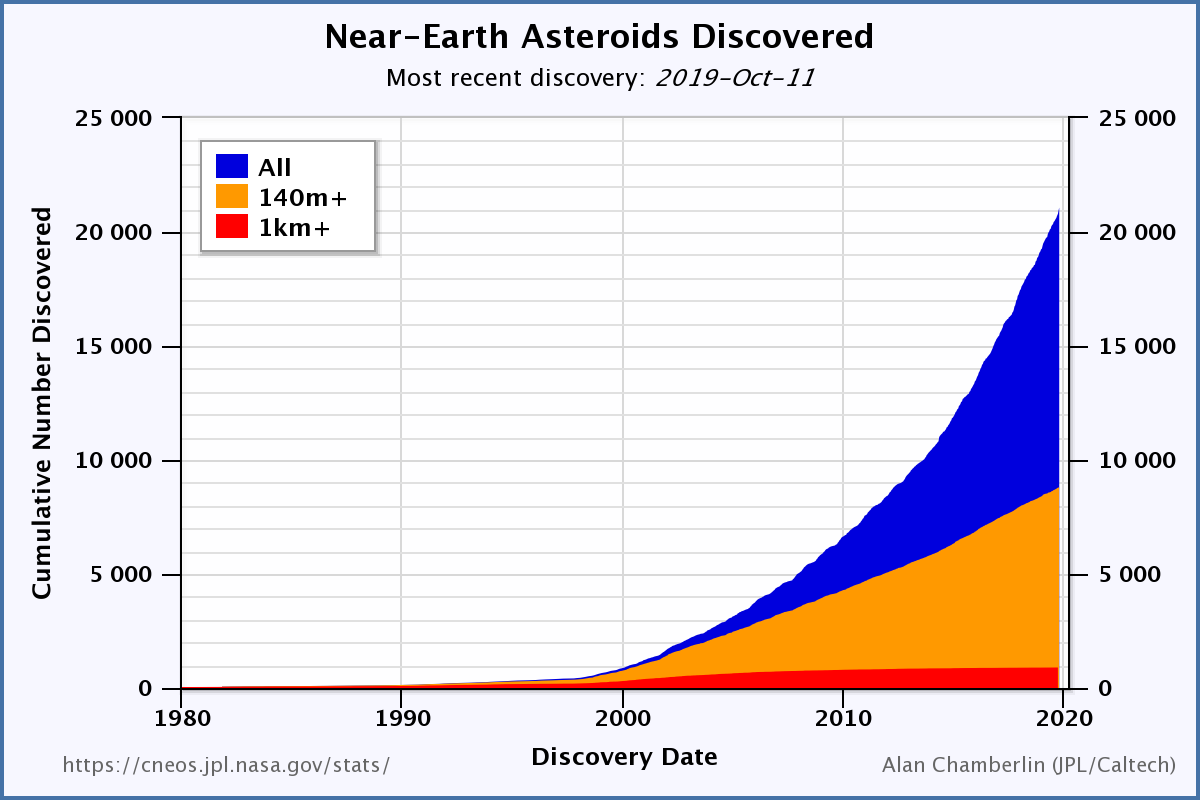 Near-Earth Asteroids Discovered
Most recent discovery: 2019-Oct-11
25 000
25 000
All
140m+
1km+
20 000
20 000
15 000
15 000
10 000
10 000
5 000
5 000
0
0
Cumulative Number Discovered
1980
1990
2000
2010
2020
Discovery Date
https://cneos.jpl.nasa.gov/stats/
Alan Chamberlin (JPL/Caltech)